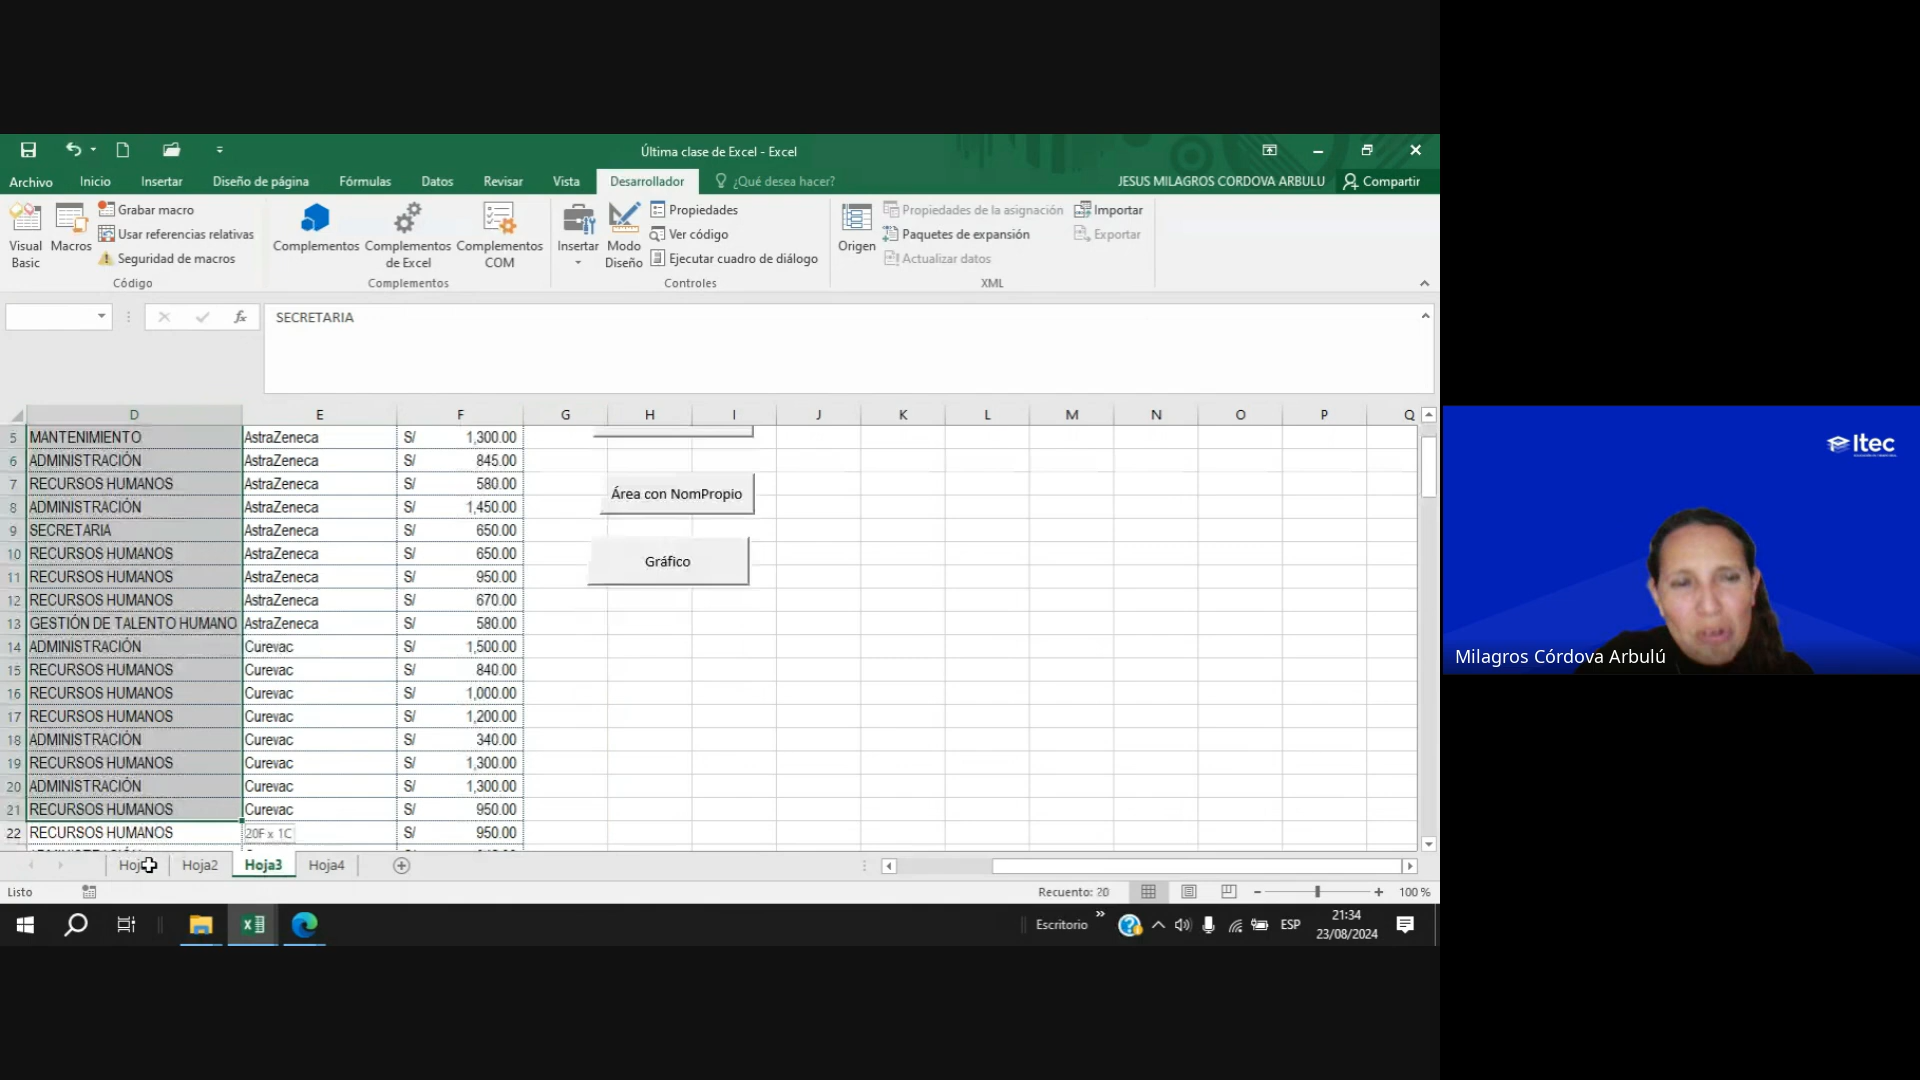 Última clase de Excel - Excel
Archivo Inicio Insertar Diseño de página Fórmulas Datos Revisar Vista Desarrollador ¿Qué desea hacer? JESUS MILAGROS CORDOVA ARBULU Compartir
Visual Basic
Macros
Grabar macro
Usar referencias relativas
Seguridad de macros
Código
Complementos
Complementos de Excel
Complementos COM
Complementos
Insertar
Modo Diseño
Propiedades
Ver código
Ejecutar cuadro de diálogo
Controles
Origen
Propiedades de la asignación
Paquetes de expansión
Actualizar datos
Importar
Exportar
XML
fx SECRETARIA
D E F G H I J K L M N O P Q
5 MANTENIMIENTO AstraZeneca S/ 1,300.00
6 ADMINISTRACIÓN AstraZeneca S/ 845.00
7 RECURSOS HUMANOS AstraZeneca S/ 580.00
8 ADMINISTRACIÓN AstraZeneca S/ 1,450.00
9 SECRETARIA AstraZeneca S/ 650.00
10 RECURSOS HUMANOS AstraZeneca S/ 650.00
11 RECURSOS HUMANOS AstraZeneca S/ 950.00
12 RECURSOS HUMANOS AstraZeneca S/ 670.00
13 GESTIÓN DE TALENTO HUMANO AstraZeneca S/ 580.00
14 ADMINISTRACIÓN Curevac S/ 1,500.00
15 RECURSOS HUMANOS Curevac S/ 840.00
16 RECURSOS HUMANOS Curevac S/ 1,000.00
17 RECURSOS HUMANOS Curevac S/ 1,200.00
18 ADMINISTRACIÓN Curevac S/ 340.00
19 RECURSOS HUMANOS Curevac S/ 1,300.00
20 ADMINISTRACIÓN Curevac S/ 1,300.00
21 RECURSOS HUMANOS Curevac S/ 950.00
22 RECURSOS HUMANOS 20F x 1C S/ 950.00
Área con NomPropio
Gráfico
Hoja2 Hoja3 Hoja4
Listo Recuento: 20 100 %
Escritorio ESP 21:34
23/08/2024
Itec
Milagros Córdova Arbulú